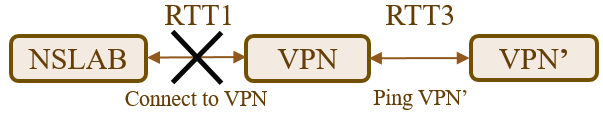 RTT1 RTT3
NSLAB VPN VPN’
Connect to VPN Ping VPN’